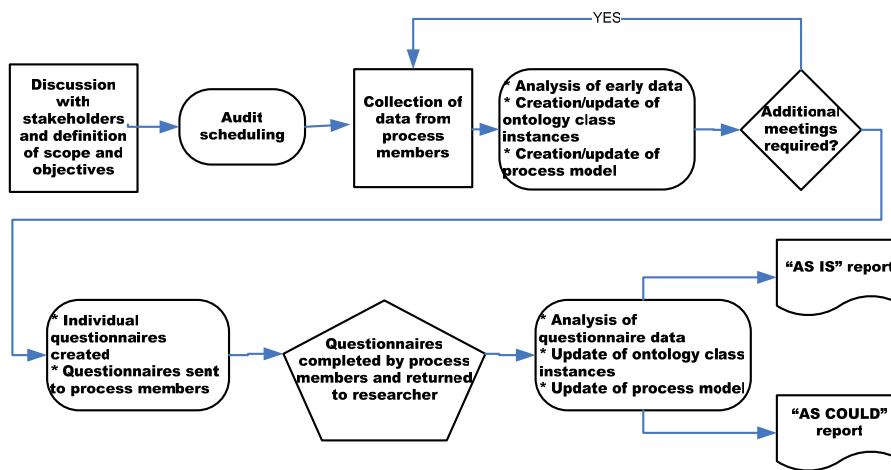 YES
Discussion
with
stakeholders
and definition
of scope and
objectives
Audit
scheduling
Collection of
data from
process
members
* Analysis of early data
* Creation/update of
ontology class
instances
* Creation/update of
process model
Additional
meetings
required?
* Individual
questionnaires
created
* Questionnaires sent
to process members
Questionnaires
completed by process
members and returned
to researcher
* Analysis of
questionnaire data
* Update of ontology class
instances
* Update of process model
“AS IS” report
“AS COULD”
report